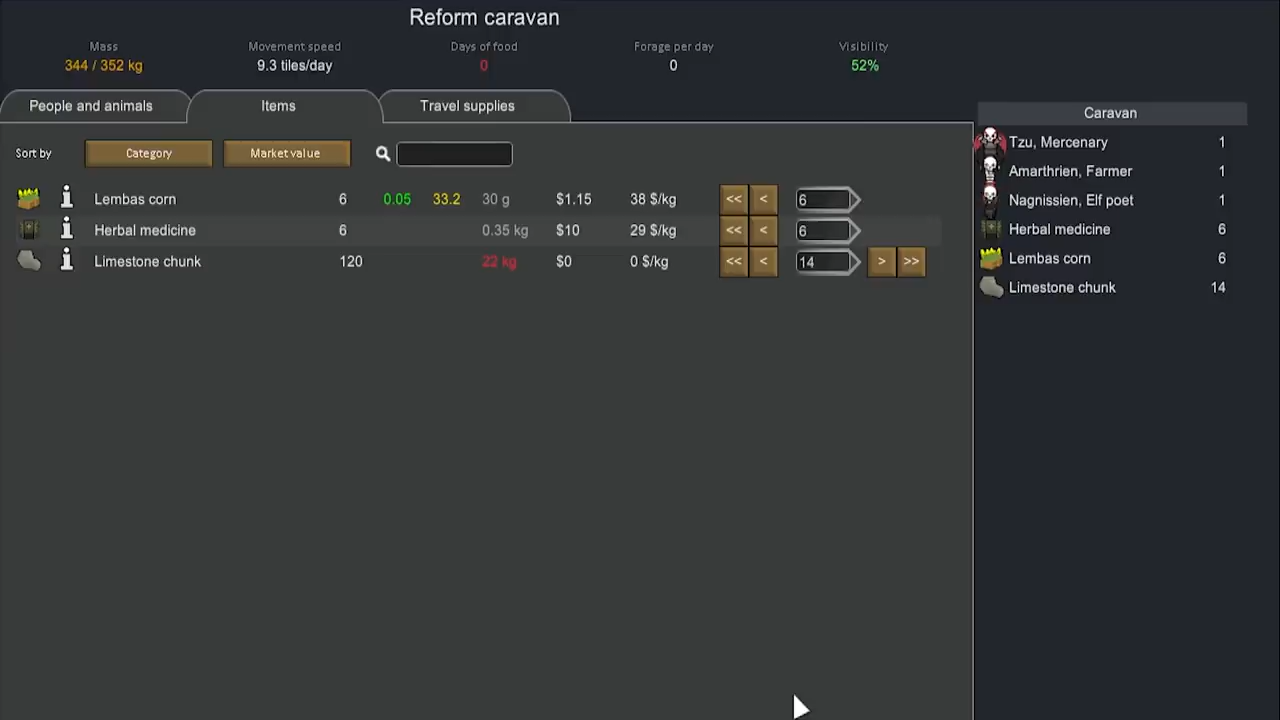 Reform caravan
Mass Movement speed Days of food Forage per day Visibility
344 / 352 kg 9.3 tiles/day 0 0 52%
People and animals Items Travel supplies
Sort by Category Market value
Lembas corn 6 0.05 33.2 30 g $1.15 38 $/kg << < 6
Herbal medicine 6 0.35 kg $10 29 $/kg << < 6
Limestone chunk 120 22 kg $0 0 $/kg << < 14 > >>
Caravan
Tzu, Mercenary 1
Amarthrien, Farmer 1
Nagnissien, Elf poet 1
Herbal medicine 6
Lembas corn 6
Limestone chunk 14